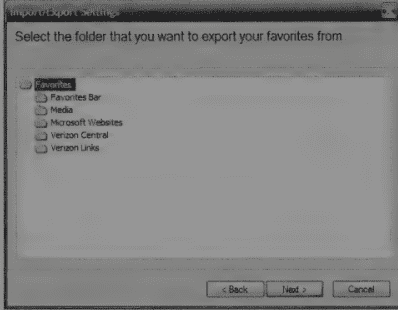 Import/Export Settings
Select the folder that you want to export your favorites from
Favorites
Favorites Bar
Media
Microsoft Websites
Verizon Central
Verizon Links
< Back
Next >
Cancel